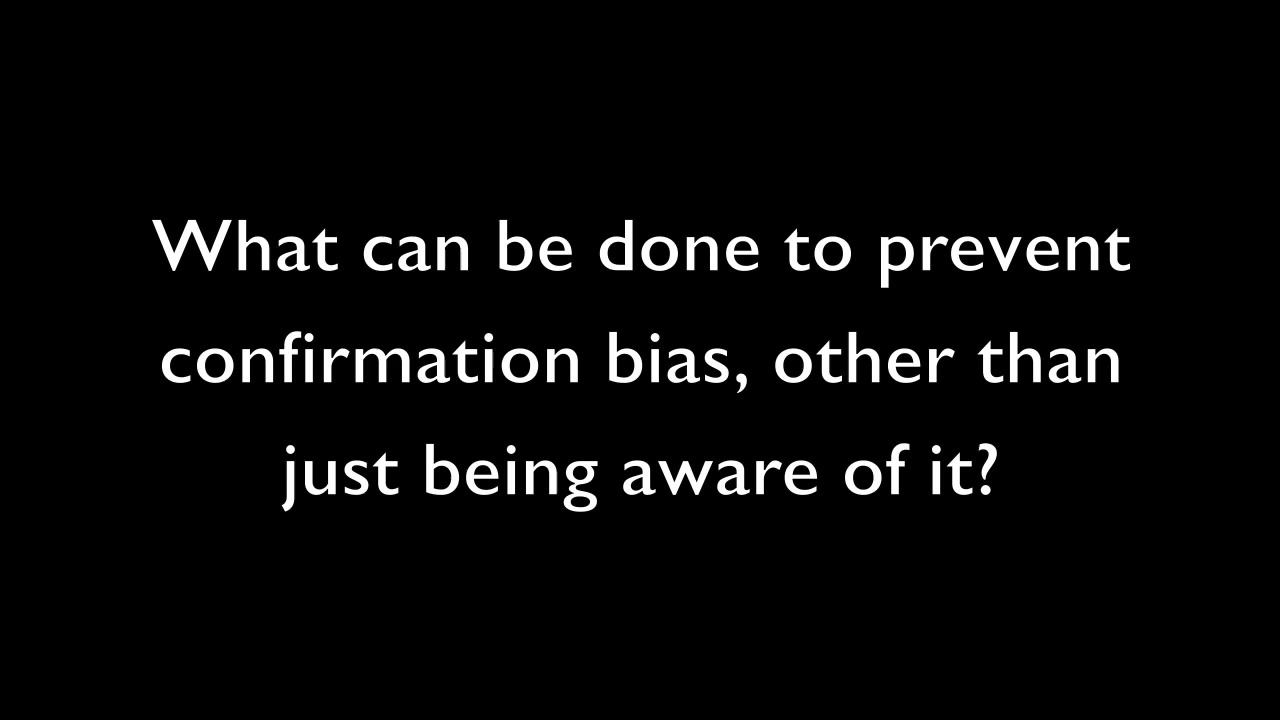 What can be done to prevent
confirmation bias, other than
just being aware of it?